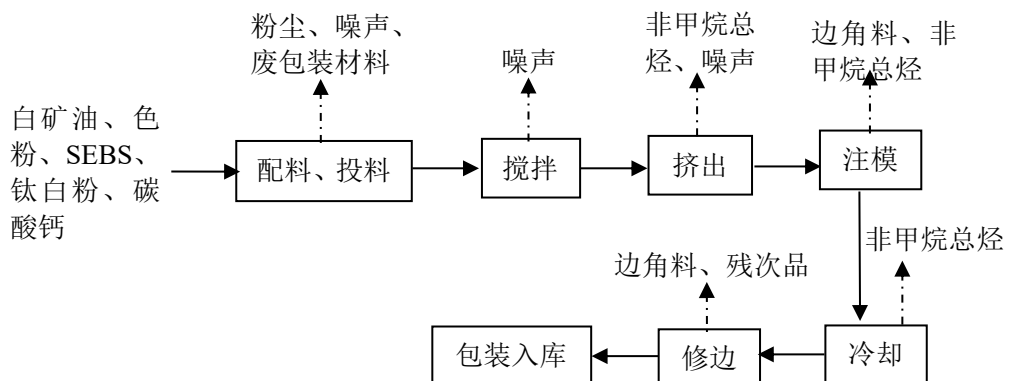 粉尘、噪声、
废包装材料
噪声
非甲烷总
烃、噪声
边角料、非
甲烷总烃
白矿油、色
粉、SEBS、
钛白粉、碳
酸钙
配料、投料
搅拌
挤出
注模
非甲烷总烃
边角料、残次品
包装入库
修边
冷却